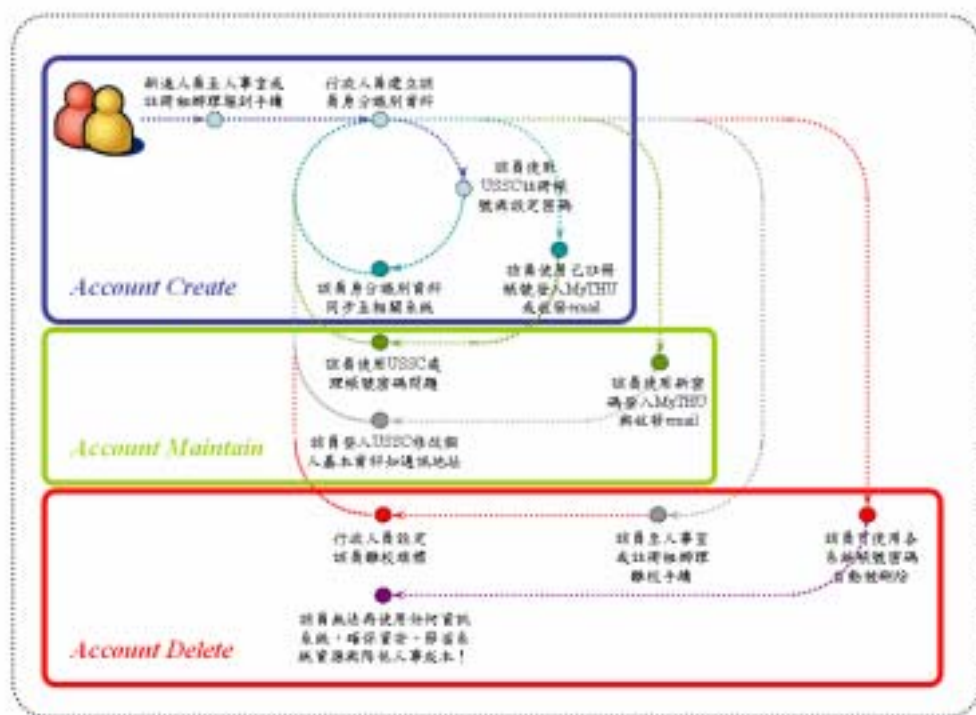 新進人員至人事室或
註冊組辦理報到手續
行政人員建立該
員身分識別資料
該員使用
USSC註冊帳
號與設定密碼
Account Create
該員身分識別資料
同步至相關系統
該員使用已註冊
帳號登入MyTHU
或收發email
該員使用USSC處
理帳號密碼問題
該員使用新密
碼登入MyTHU
與收發email
Account Maintain
該員登入USSC修改個
人基本資料如通訊地址
行政人員設定
該員離校
該員至人事室
或註冊組辦理
離校手續
該員使用各
系統帳號密碼
自動被刪除
該員無法再使用任何資訊
系統，確保資安、節省系
統資源與降低人事成本！
Account Delete